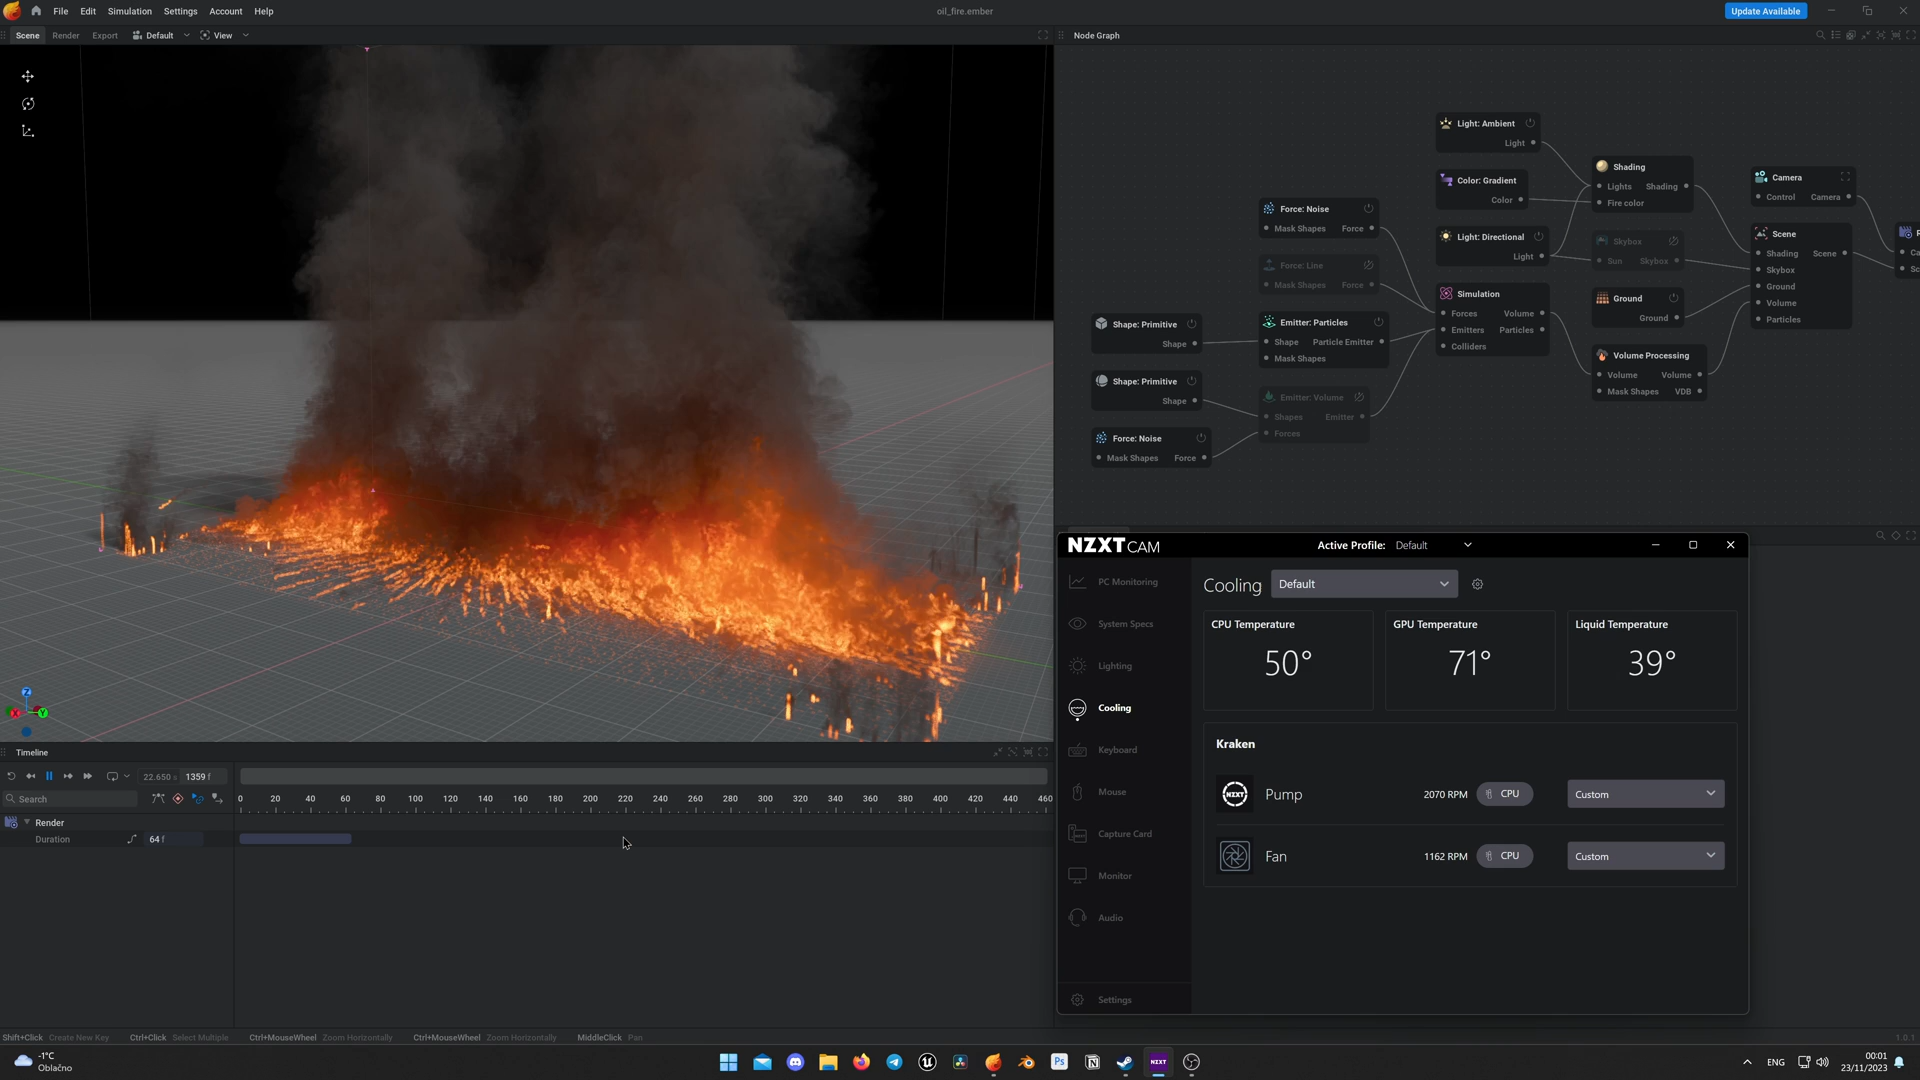 File Edit Simulation Settings Account Help
oil_fire.ember
Update Available
Scene Render Export Default View
Node Graph
Light: Ambient
Light
Color: Gradient
Color
Light: Directional
Light
Shading
Lights Shading
Fire color
Camera
Control Camera
Skybox
Sun Skybox
Scene
Shading Scene
Skybox
Ground
Volume
Particles
Ground
Ground
Force: Noise
Mask Shapes Force
Force: Line
Mask Shapes Force
Simulation
Forces Volume
Emitters Particles
Colliders
Shape: Primitive
Shape
Emitter: Particles
Shape Particle Emitter
Mask Shapes
Volume Processing
Volume Volume
Mask Shapes VDB
Shape: Primitive
Shape
Emitter: Volume
Shapes Emitter
Forces
Force: Noise
Mask Shapes Force
Z
X
Y
NZXT CAM
Active Profile: Default
PC Monitoring
System Specs
Lighting
Cooling
Keyboard
Mouse
Capture Card
Monitor
Audio
Settings
Cooling Default
CPU Temperature
50°
GPU Temperature
71°
Liquid Temperature
39°
Kraken
NZXT Pump 2070 RPM CPU Custom
Fan 1162 RPM CPU Custom
Timeline
22.650 s 1359 f
Search
0 20 40 60 80 100 120 140 160 180 200 220 240 260 280 300 320 340 360 380 400 420 440 460
Render
Duration 64 f
Shift+Click Create New Key Ctrl+Click Select Multiple Ctrl+MouseWheel Zoom Horizontally Ctrl+MouseWheel Zoom Horizontally MiddleClick Pan
1.0.1
-1°C
Oblačno
Ps
NZXT
ENG
00:01
23/11/2023